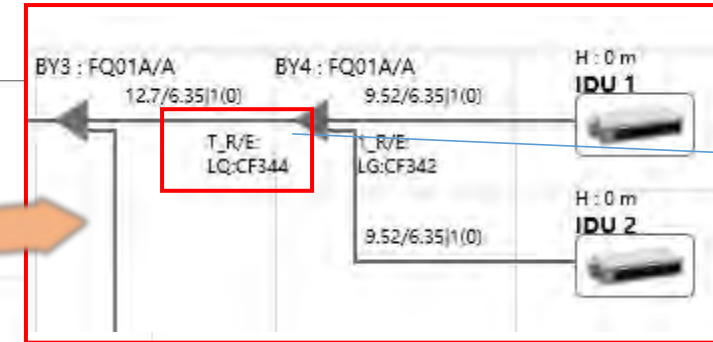 BY3 : FQ01A/A
BY4 : FQ01A/A
H : 0 m
IDU 1
12.7/6.35|1(0)
9.52/6.35|1(0)
T_R/E:
LQ:CF344
T_R/E:
LG:CF342
H : 0 m
IDU 2
9.52/6.35|1(0)